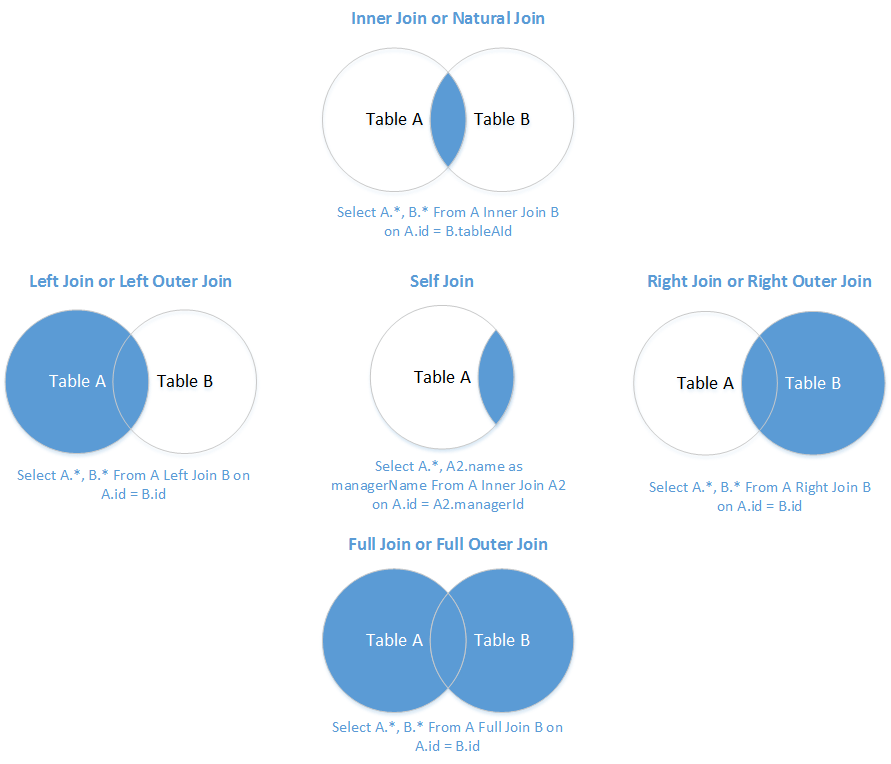 Inner Join or Natural Join
Table A
Table B
Select A.*, B.* From A Inner Join B
on A.id = B.tableAId
Left Join or Left Outer Join
Table A
Table B
Select A.*, B.* From A Left Join B on
A.id = B.id
Self Join
Table A
Select A.*, A2.name as
managerName From A Inner Join A2
on A.id = A2.managerId
Right Join or Right Outer Join
Table A
Table B
Select A.*, B.* From A Right Join B
on A.id = B.id
Full Join or Full Outer Join
Table A
Table B
Select A.*, B.* From A Full Join B on
A.id = B.id